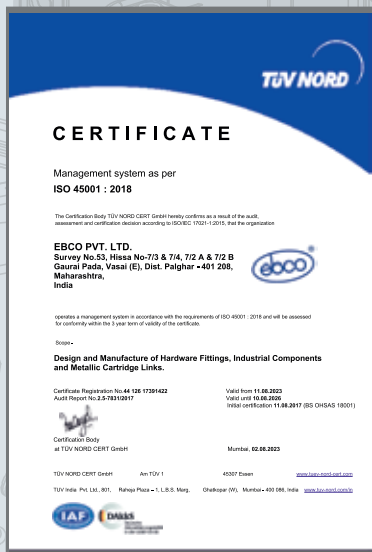 TÜV NORD
CERTIFICATE
Management system as per
ISO 45001 : 2018
The Certification Body TÜV NORD CERT GmbH hereby confirms as a result of the audit,
assessment and certification decision according to ISO/IEC 17021-1:2015, that the organization
EBCO PVT. LTD.
Survey No.53, Hissa No-7/3 & 7/4, 7/2 A & 7/2 B
Gaurai Pada, Vasai (E), Dist. Palghar - 401 208,
Maharashtra,
India
ebco
operates a management system in accordance with the requirements of ISO 45001 : 2018 and will be assessed
for conformity within the 3 year term of validity of the certificate.
Scope -
Design and Manufacture of Hardware Fittings, Industrial Components
and Metallic Cartridge Links.
Certificate Registration No.44 126 17391422
Audit Report No.2.5-7831/2017
Valid from 11.08.2023
Valid until 10.08.2026
Initial certification 11.08.2017 (BS OHSAS 18001)
Certification Body
at TÜV NORD CERT GmbH
Mumbai, 02.08.2023
TÜV NORD CERT GmbH Am TÜV 1 45307 Essen www.tuev-nord-cert.com
TUV India Pvt. Ltd., 801, Raheja Plaza - 1, L.B.S. Marg, Ghatkopar (W), Mumbai - 400 086, India www.tuv-nord.com/in
IAF
DAkkS